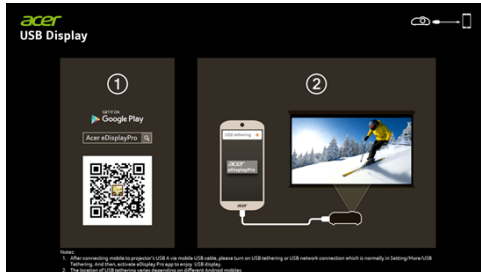 acer
USB Display
1
GET IT ON
Google Play
Acer eDisplayPro
2
USB tethering
acer
eDisplayPro
acer
Notes:
1. After connecting mobile to projector's USB A via mobile USB cable, please turn on USB tethering or USB network connection which is normally in Setting/More/USB
Tethering. And then, activate eDisplay Pro app to enjoy USB display.
2. The location of USB tethering varies depending on different Android mobiles.